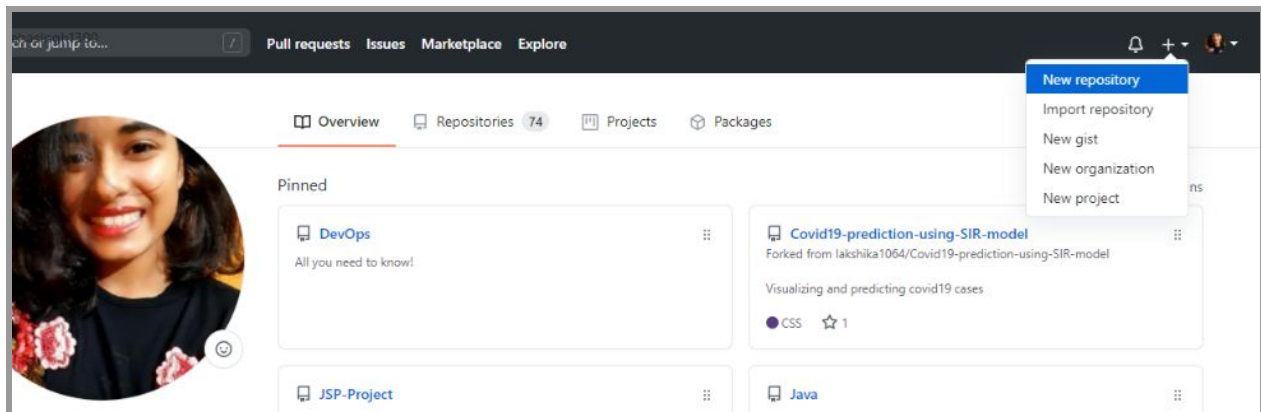 ch or jump to...
/
Pull requests Issues Marketplace Explore
New repository
Import repository
New gist
New organization
New project
Overview Repositories 74 Projects Packages
Pinned
ns
DevOps
All you need to know!
Covid19-prediction-using-SIR-model
Forked from lakshika1064/Covid19-prediction-using-SIR-model
Visualizing and predicting covid19 cases
CSS 1
JSP-Project
Java